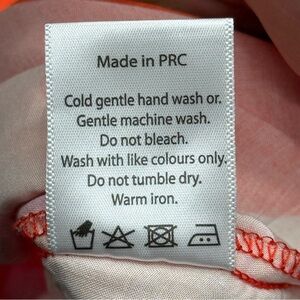 Made in PRC
Cold gentle hand wash or.
Gentle machine wash.
Do not bleach.
Wash with like colours only.
Do not tumble dry.
Warm iron.